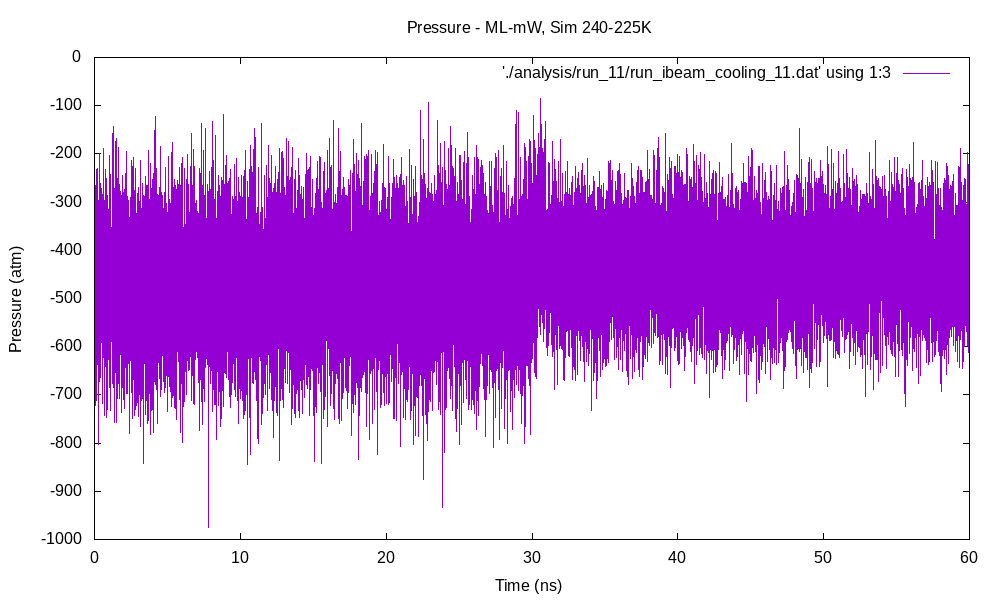 Pressure - ML-mW, Sim 240-225K
'./analysis/run_11/run_ibeam_cooling_11.dat' using 1:3
0
-100
-200
-300
-400
-500
-600
-700
-800
-900
-1000
Pressure (atm)
0 10 20 30 40 50 60
Time (ns)